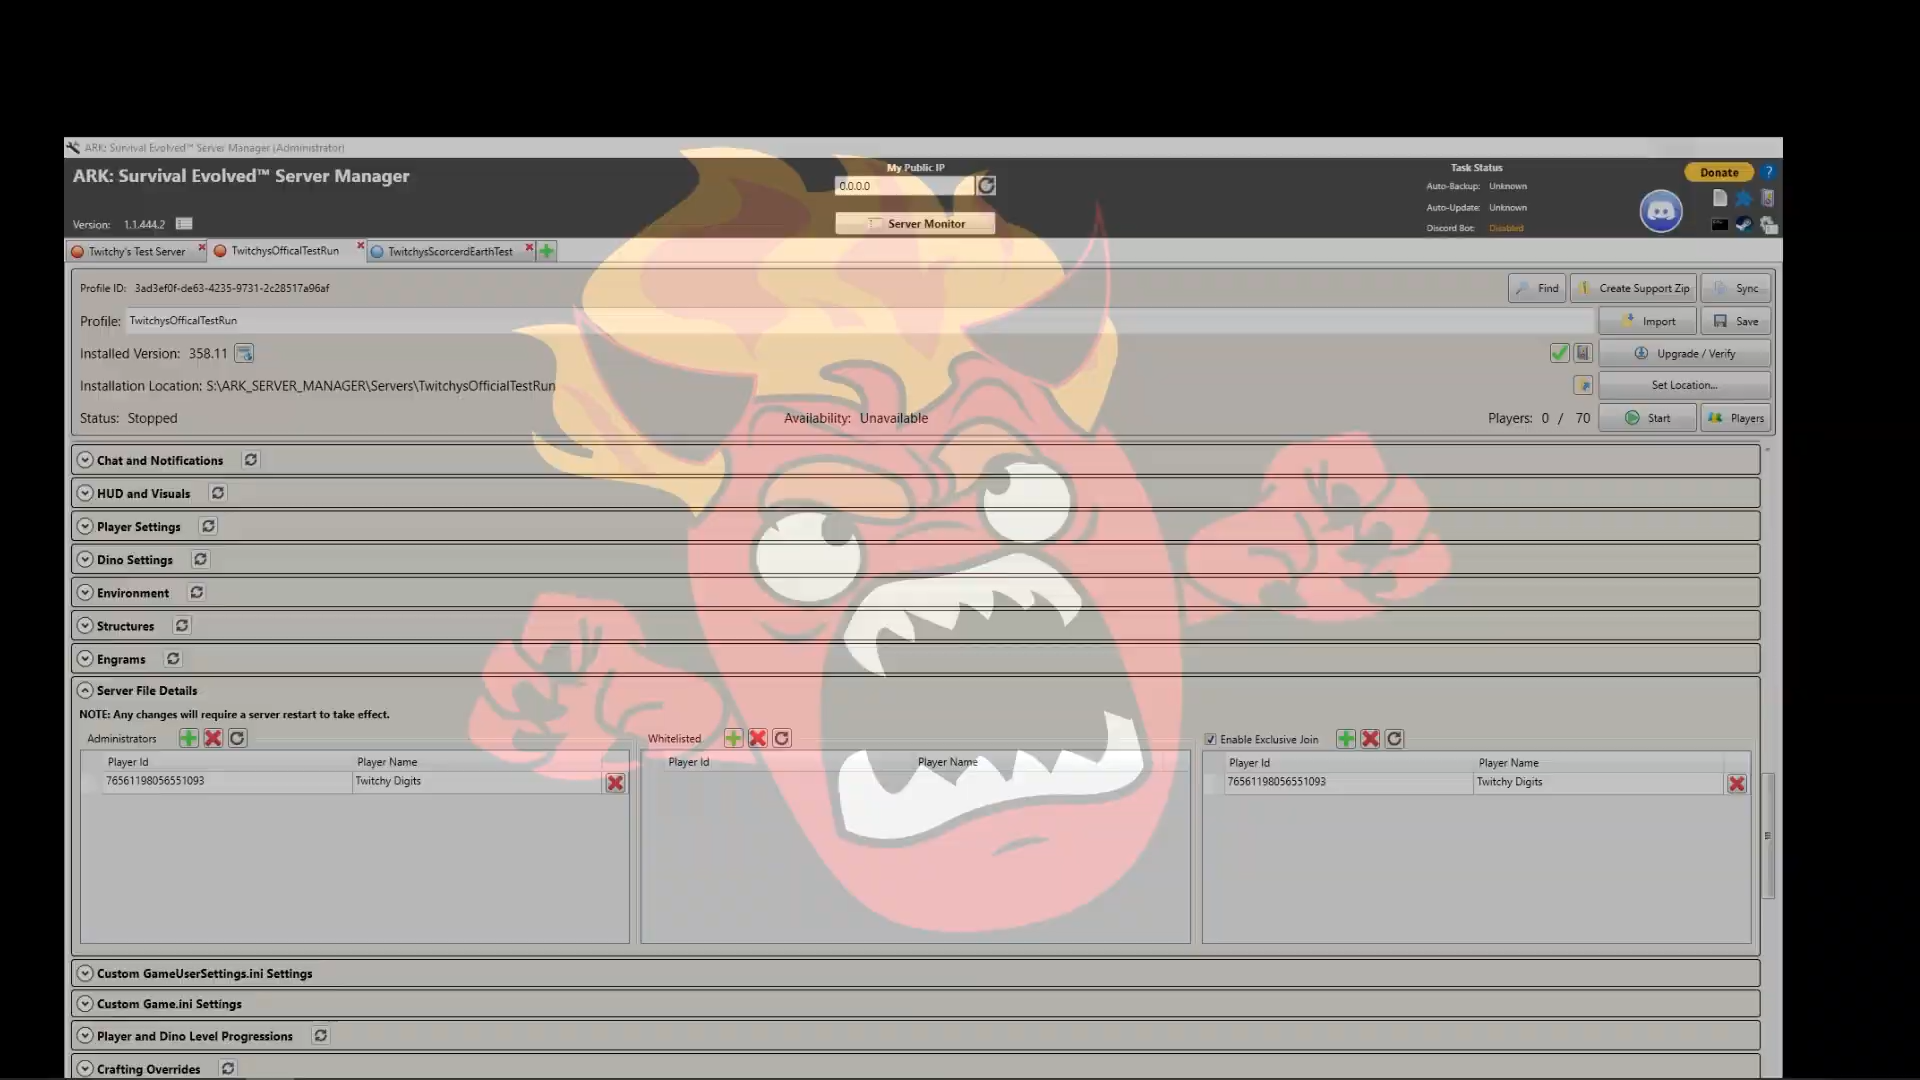 ARK: Survival Evolved™ Server Manager (Administrator)
ARK: Survival Evolved™ Server Manager
My Public IP
0.0.0.0
Server Monitor
Task Status
Auto-Backup: Unknown
Auto-Update: Unknown
Discord Bot: Disabled
Donate
?
Version: 1.1.444.2
Twitchy's Test Server
TwitchysOfficalTestRun
TwitchysScorcerdEarthTest
Profile ID: 3ad3ef0f-de63-4235-9731-2c28517a96af
Find
Create Support Zip
Sync
Profile: TwitchysOfficalTestRun
Import
Save
Installed Version: 358.11
Upgrade / Verify
Installation Location: S:\ARK_SERVER_MANAGER\Servers\TwitchysOfficialTestRun
Set Location...
Status: Stopped
Availability: Unavailable
Players: 0 / 70
Start
Players
Chat and Notifications
HUD and Visuals
Player Settings
Dino Settings
Environment
Structures
Engrams
Server File Details
NOTE: Any changes will require a server restart to take effect.
Administrators
Player Id Player Name
76561198056551093 Twitchy Digits
Whitelisted
Player Id Player Name
Enable Exclusive Join
Player Id Player Name
76561198056551093 Twitchy Digits
Custom GameUserSettings.ini Settings
Custom Game.ini Settings
Player and Dino Level Progressions
Crafting Overrides